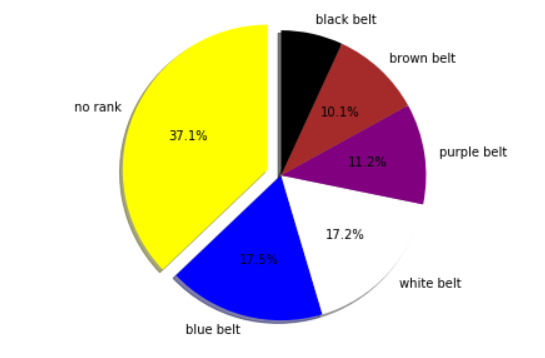 black belt
brown belt
no rank
10.1%
37.1%
purple belt
11.2%
17.2%
17.5%
white belt
blue belt